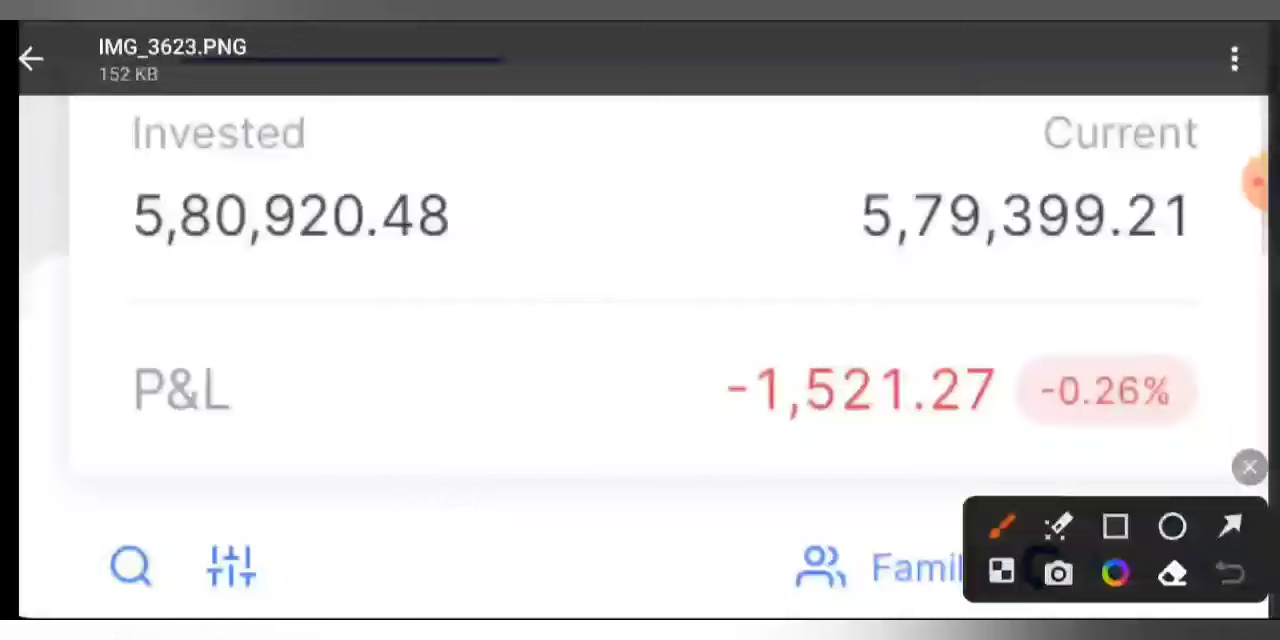 IMG_3623.PNG
152 KB
Invested Current
5,80,920.48 5,79,399.21
P&L -1,521.27 -0.26%
Famil